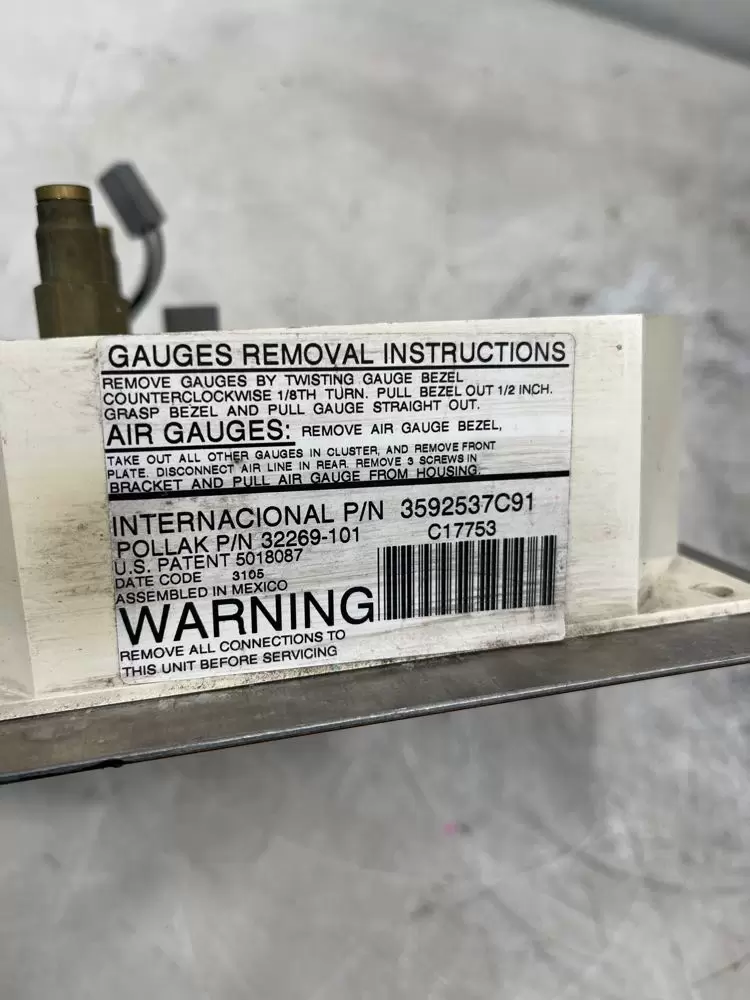 GAUGES REMOVAL INSTRUCTIONS
REMOVE GAUGES BY TWISTING GAUGE BEZEL
COUNTERCLOCKWISE 1/8TH TURN. PULL BEZEL OUT 1/2 INCH.
GRASP BEZEL AND PULL GAUGE STRAIGHT OUT.
AIR GAUGES: REMOVE AIR GAUGE BEZEL,
TAKE OUT ALL OTHER GAUGES IN CLUSTER, AND REMOVE FRONT
PLATE. DISCONNECT AIR LINE IN REAR. REMOVE 3 SCREWS IN
BRACKET AND PULL AIR GAUGE FROM HOUSING.
INTERNACIONAL P/N 3592537C91
POLLAK P/N 32269-101 C17753
U.S. PATENT 5018087
DATE CODE 3105
ASSEMBLED IN MEXICO
WARNING
REMOVE ALL CONNECTIONS TO
THIS UNIT BEFORE SERVICING